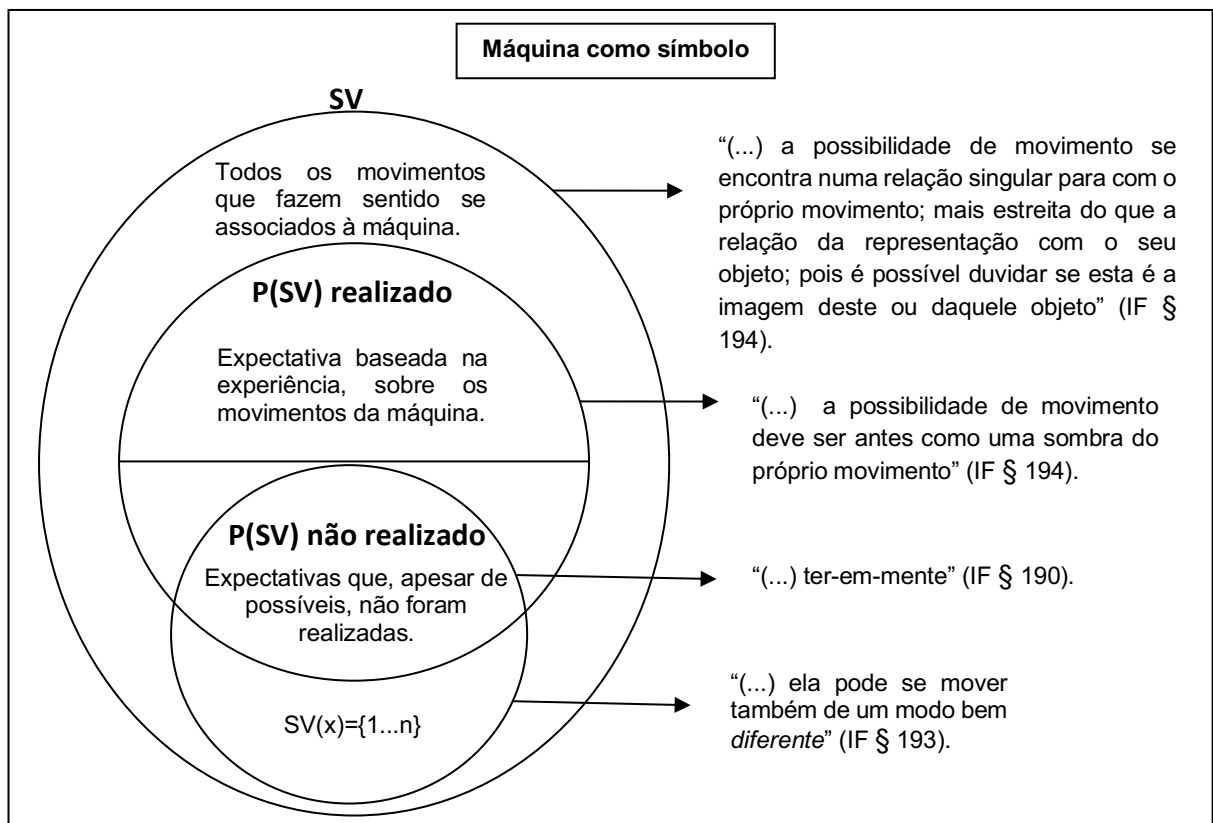 Máquina como símbolo
SV
Todos os movimentos
que fazem sentido se
associados à máquina.
P(SV) realizado
Expectativa baseada na
experiência, sobre os
movimentos da máquina.
P(SV) não realizado
Expectativas que, apesar de
possíveis, não foram
realizadas.
SV(x)={1...n}
“(...) a possibilidade de movimento se
encontra numa relação singular para com o
próprio movimento; mais estreita do que a
relação da representação com o seu
objeto; pois é possível duvidar se esta é a
imagem deste ou daquele objeto” (IF §
194).
“(...) a possibilidade de movimento
deve ser antes como uma sombra do
próprio movimento” (IF § 194).
“(...) ter-em-mente” (IF § 190).
“(...) ela pode se mover
também de um modo bem
diferente” (IF § 193).